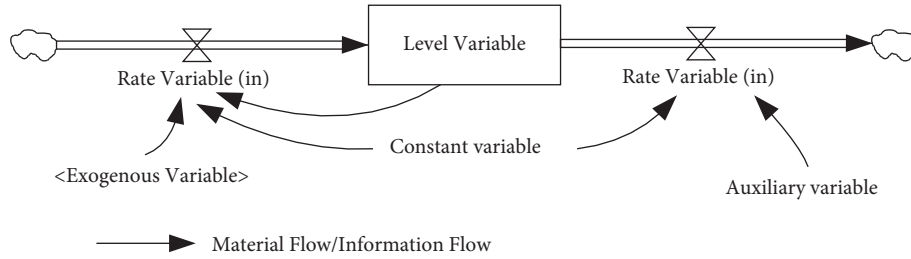 Level Variable
Rate Variable (in)
Rate Variable (in)
Constant variable
<Exogenous Variable>
Auxiliary variable
Material Flow/Information Flow